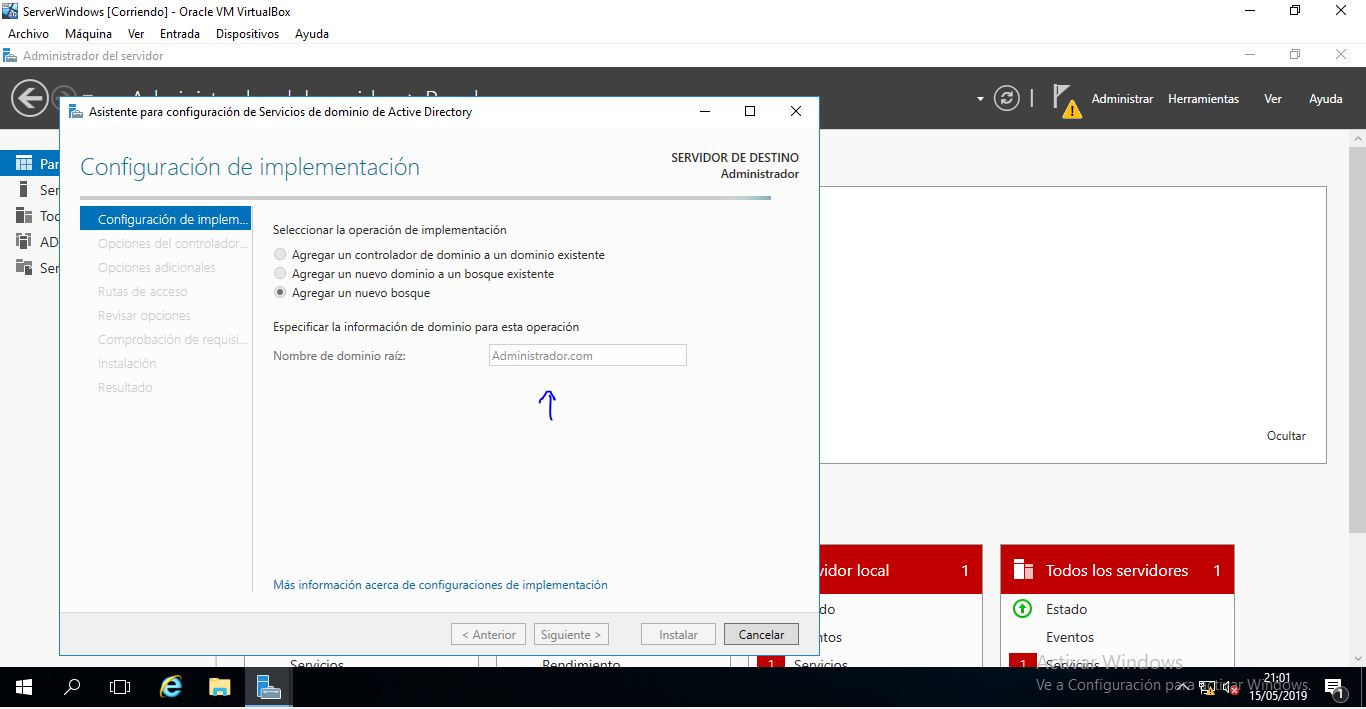 ServerWindows [Corriendo] - Oracle VM VirtualBox
Archivo Máquina Ver Entrada Dispositivos Ayuda
Administrador del servidor
Administrar Herramientas Ver Ayuda
Asistente para configuración de Servicios de dominio de Active Directory
Configuración de implementación
SERVIDOR DE DESTINO
Administrador
Par
Ser
Too
AD
Ser
Configuración de implem...
Opciones del controlador...
Opciones adicionales
Rutas de acceso
Revisar opciones
Comprobación de requisi...
Instalación
Resultado
Seleccionar la operación de implementación
Agregar un controlador de dominio a un dominio existente
Agregar un nuevo dominio a un bosque existente
Agregar un nuevo bosque
Especificar la información de dominio para esta operación
Nombre de dominio raíz: Administrador.com
Más información acerca de configuraciones de implementación
< Anterior Siguiente > Instalar Cancelar
Ocultar
vidor local 1
do
ntos
1 Servicios
Todos los servidores 1
Estado
Eventos
1 Servicios
Servicios
Rendimiento
Activar Windows
Ve a Configuración para activar Windows.
21:01
15/05/2019
1